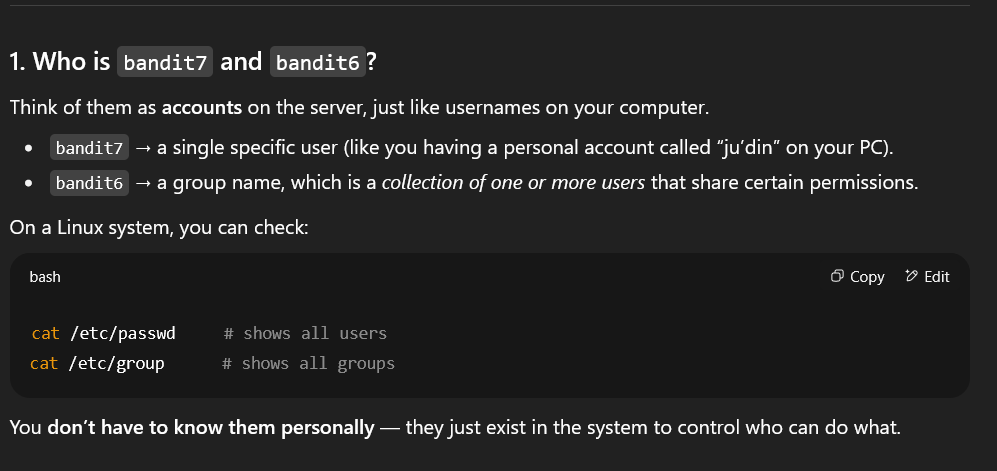 1. Who is bandit7 and bandit6?
Think of them as accounts on the server, just like usernames on your computer.
• bandit7 → a single specific user (like you having a personal account called “ju’din” on your PC).
• bandit6 → a group name, which is a collection of one or more users that share certain permissions.
On a Linux system, you can check:
bash Copy Edit
cat /etc/passwd # shows all users
cat /etc/group # shows all groups
You don’t have to know them personally — they just exist in the system to control who can do what.